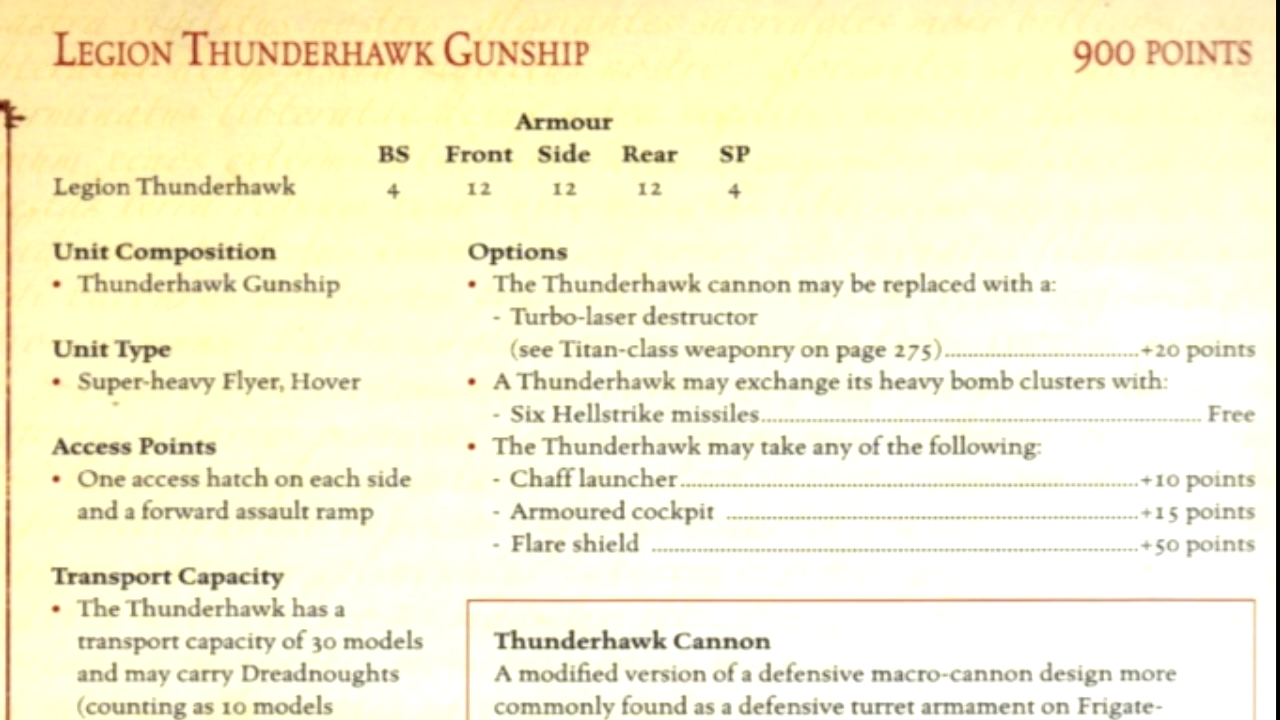 LEGION THUNDERHAWK GUNSHIP 900 POINTS
Armour
BS Front Side Rear SP
Legion Thunderhawk 4 12 12 12 4
Unit Composition
• Thunderhawk Gunship
Unit Type
• Super-heavy Flyer, Hover
Access Points
• One access hatch on each side
and a forward assault ramp
Transport Capacity
• The Thunderhawk has a
transport capacity of 30 models
and may carry Dreadnoughts
(counting as 10 models
Options
• The Thunderhawk cannon may be replaced with a:
- Turbo-laser destructor
(see Titan-class weaponry on page 275)....................+20 points
• A Thunderhawk may exchange its heavy bomb clusters with:
- Six Hellstrike missiles.................... Free
• The Thunderhawk may take any of the following:
- Chaff launcher....................+10 points
- Armoured cockpit ....................+15 points
- Flare shield ....................+50 points
Thunderhawk Cannon
A modified version of a defensive macro-cannon design more
commonly found as a defensive turret armament on Frigate-